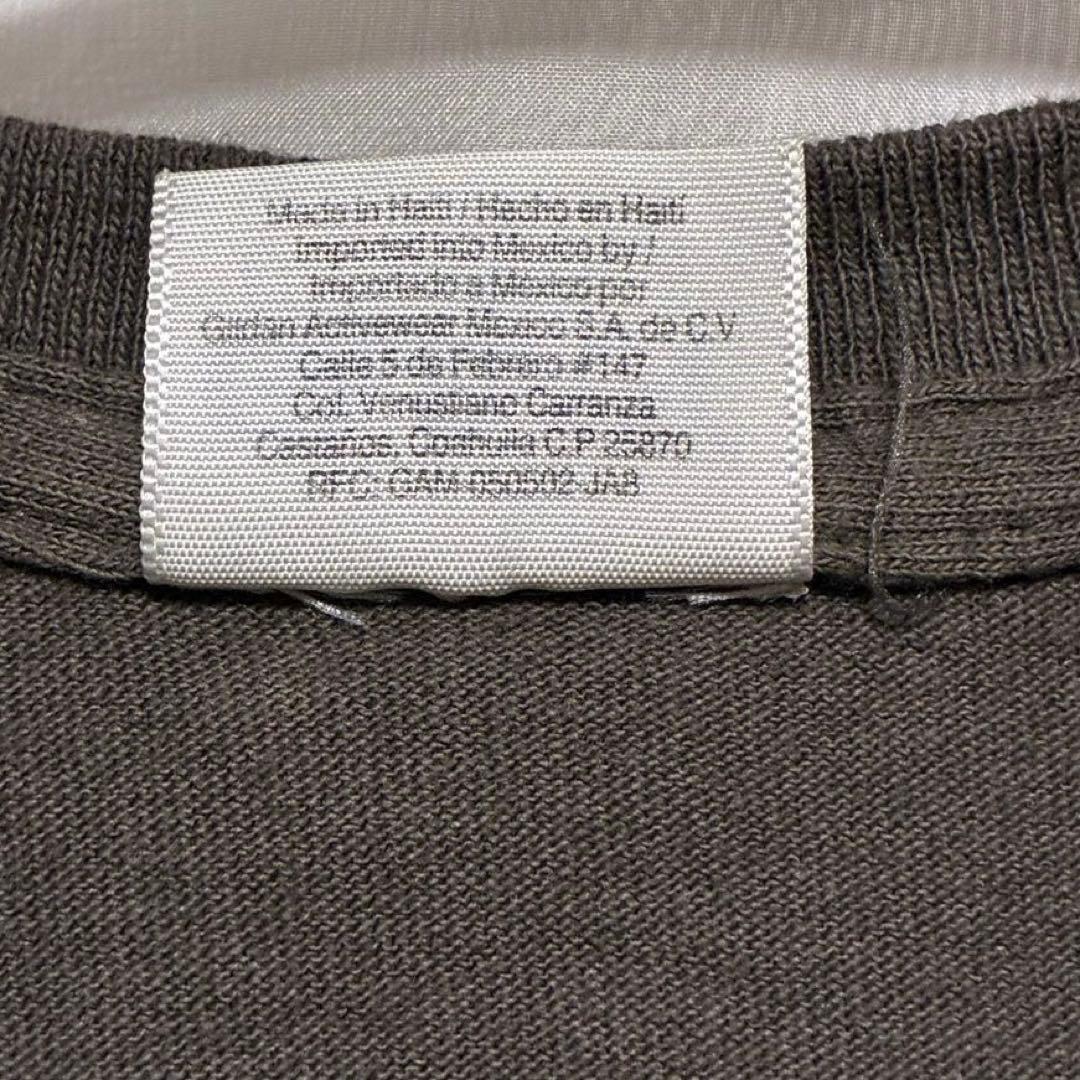 Made in Haiti / Hecho en Haiti
Imported into Mexico by /
Importado a Mexico por
Gildan Activewear Mexico S.A. de C.V
Calle 5 de Febrero #147
Col. Venustiano Carranza
Castaños, Coahuila C.P 25870
RFC: GAM-050502-JA8